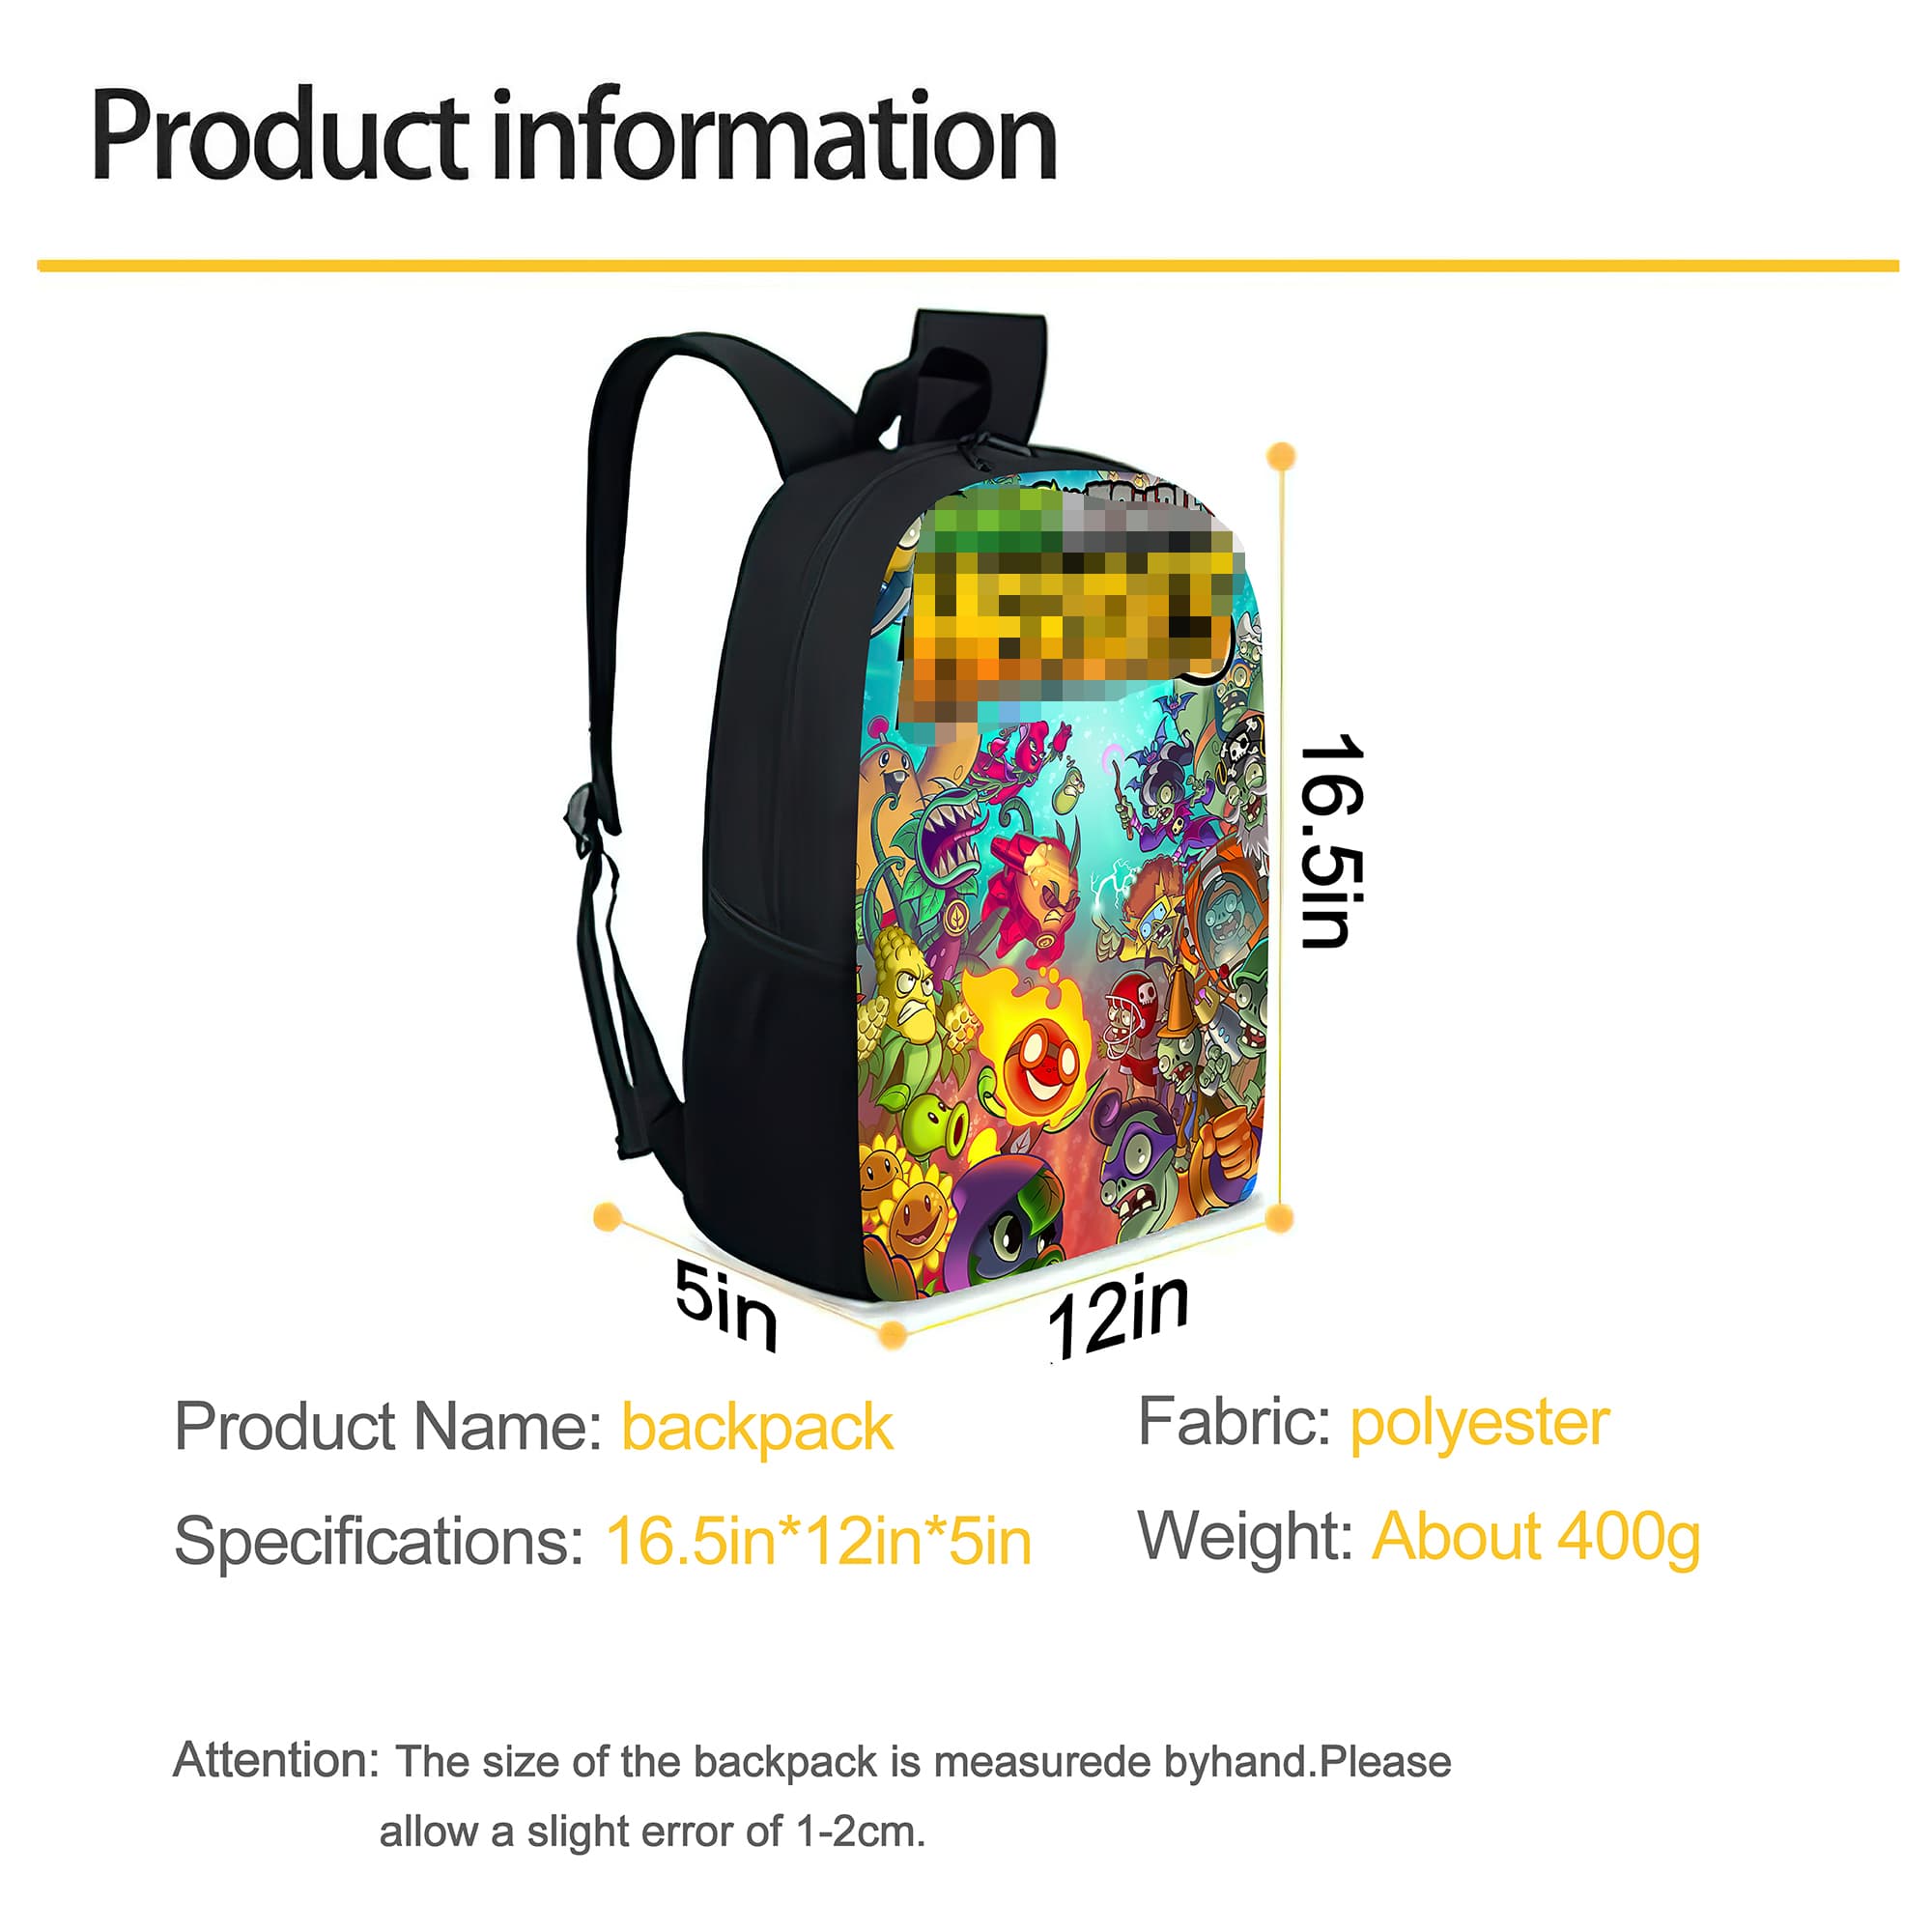 Product information
16.5in
5in
12in
Product Name: backpack
Fabric: polyester
Specifications: 16.5in*12in*5in
Weight: About 400g
Attention: The size of the backpack is measurede byhand.Please
allow a slight error of 1-2cm.